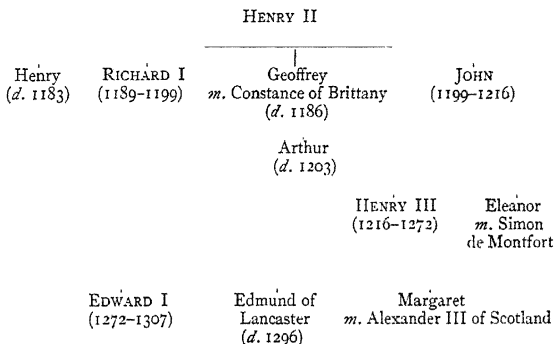 HENRY II
Henry RICHARD I Geoffrey JOHN
(d. 1183) (1189–1199) m. Constance of Brittany (1199–1216)
(d. 1186)
Arthur
(d. 1203)
HENRY III Eleanor
(1216–1272) m. Simon
de Montfort
EDWARD I Edmund of Margaret
(1272–1307) Lancaster m. Alexander III of Scotland
(d. 1296)